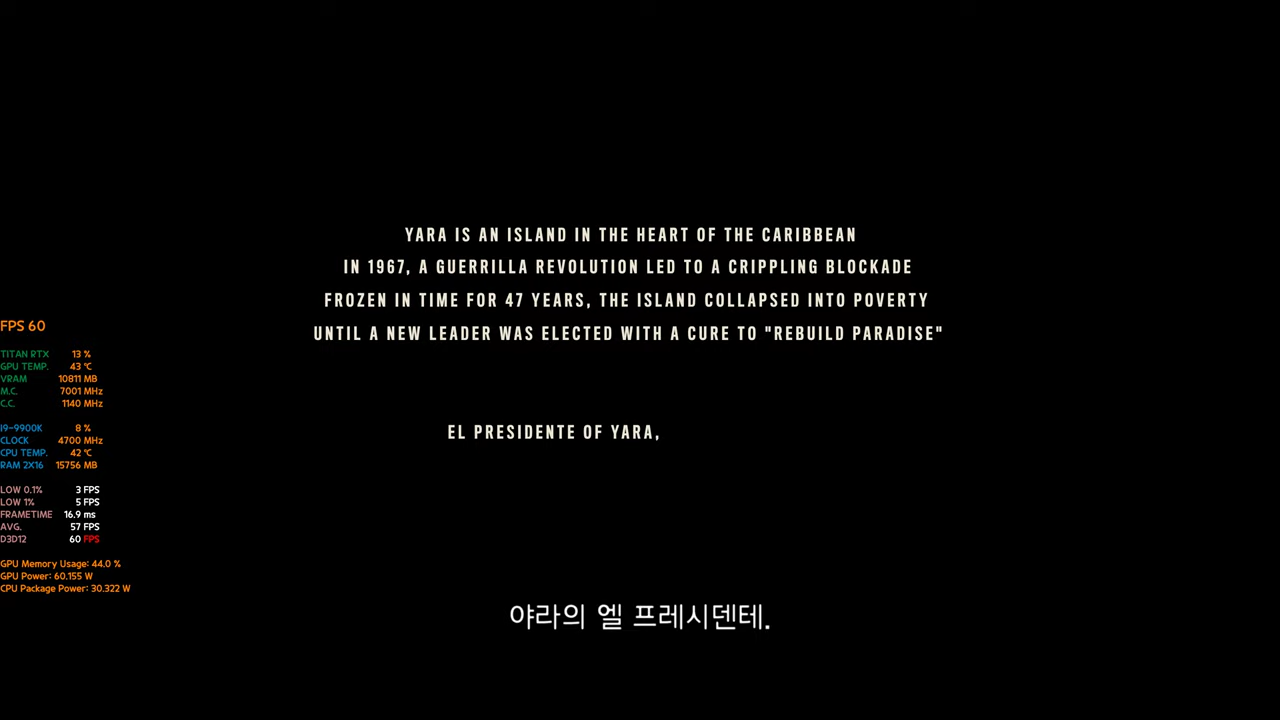 YARA IS AN ISLAND IN THE HEART OF THE CARIBBEAN
IN 1967, A GUERRILLA REVOLUTION LED TO A CRIPPLING BLOCKADE
FROZEN IN TIME FOR 47 YEARS, THE ISLAND COLLAPSED INTO POVERTY
UNTIL A NEW LEADER WAS ELECTED WITH A CURE TO "REBUILD PARADISE"
EL PRESIDENTE OF YARA,
FPS 60
TITAN RTX 13 %
GPU TEMP. 43 ℃
VRAM 10811 MB
M.C. 7001 MHz
C.C. 1140 MHz
I9-9900K 8 %
CLOCK 4700 MHz
CPU TEMP. 42 ℃
RAM 2X16 15756 MB
LOW 0.1% 3 FPS
LOW 1% 5 FPS
FRAMETIME 16.9 ms
AVG. 57 FPS
D3D12 60 FPS
GPU Memory Usage: 44.0 %
GPU Power: 60.155 W
CPU Package Power: 30.322 W
야라의 엘 프레시덴테.